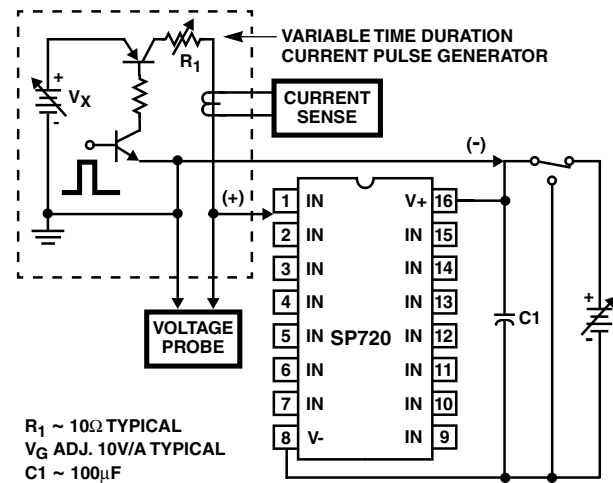 VARIABLE TIME DURATION
CURRENT PULSE GENERATOR
R1
+
VX
-
CURRENT
SENSE
(-)
(+)
1 IN V+ 16
2 IN IN 15
3 IN IN 14
4 IN IN 13
5 IN SP720 IN 12
6 IN IN 11
7 IN IN 10
8 V- IN 9
+
-
C1
VOLTAGE
PROBE
R1 ~ 10Ω TYPICAL
VG ADJ. 10V/A TYPICAL
C1 ~ 100μF